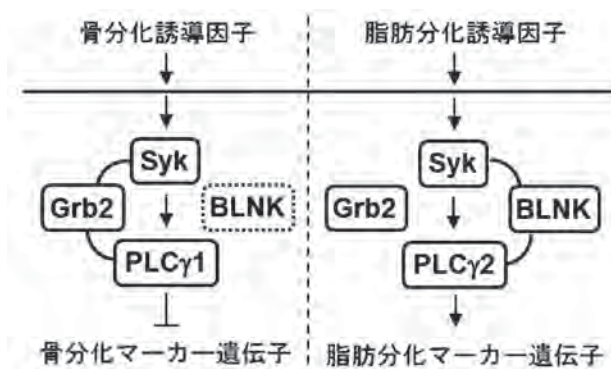 骨分化誘導因子
脂肪分化誘導因子
Syk
Grb2
BLNK
PLCγ1
骨分化マーカー遺伝子
Syk
Grb2
BLNK
PLCγ2
脂肪分化マーカー遺伝子